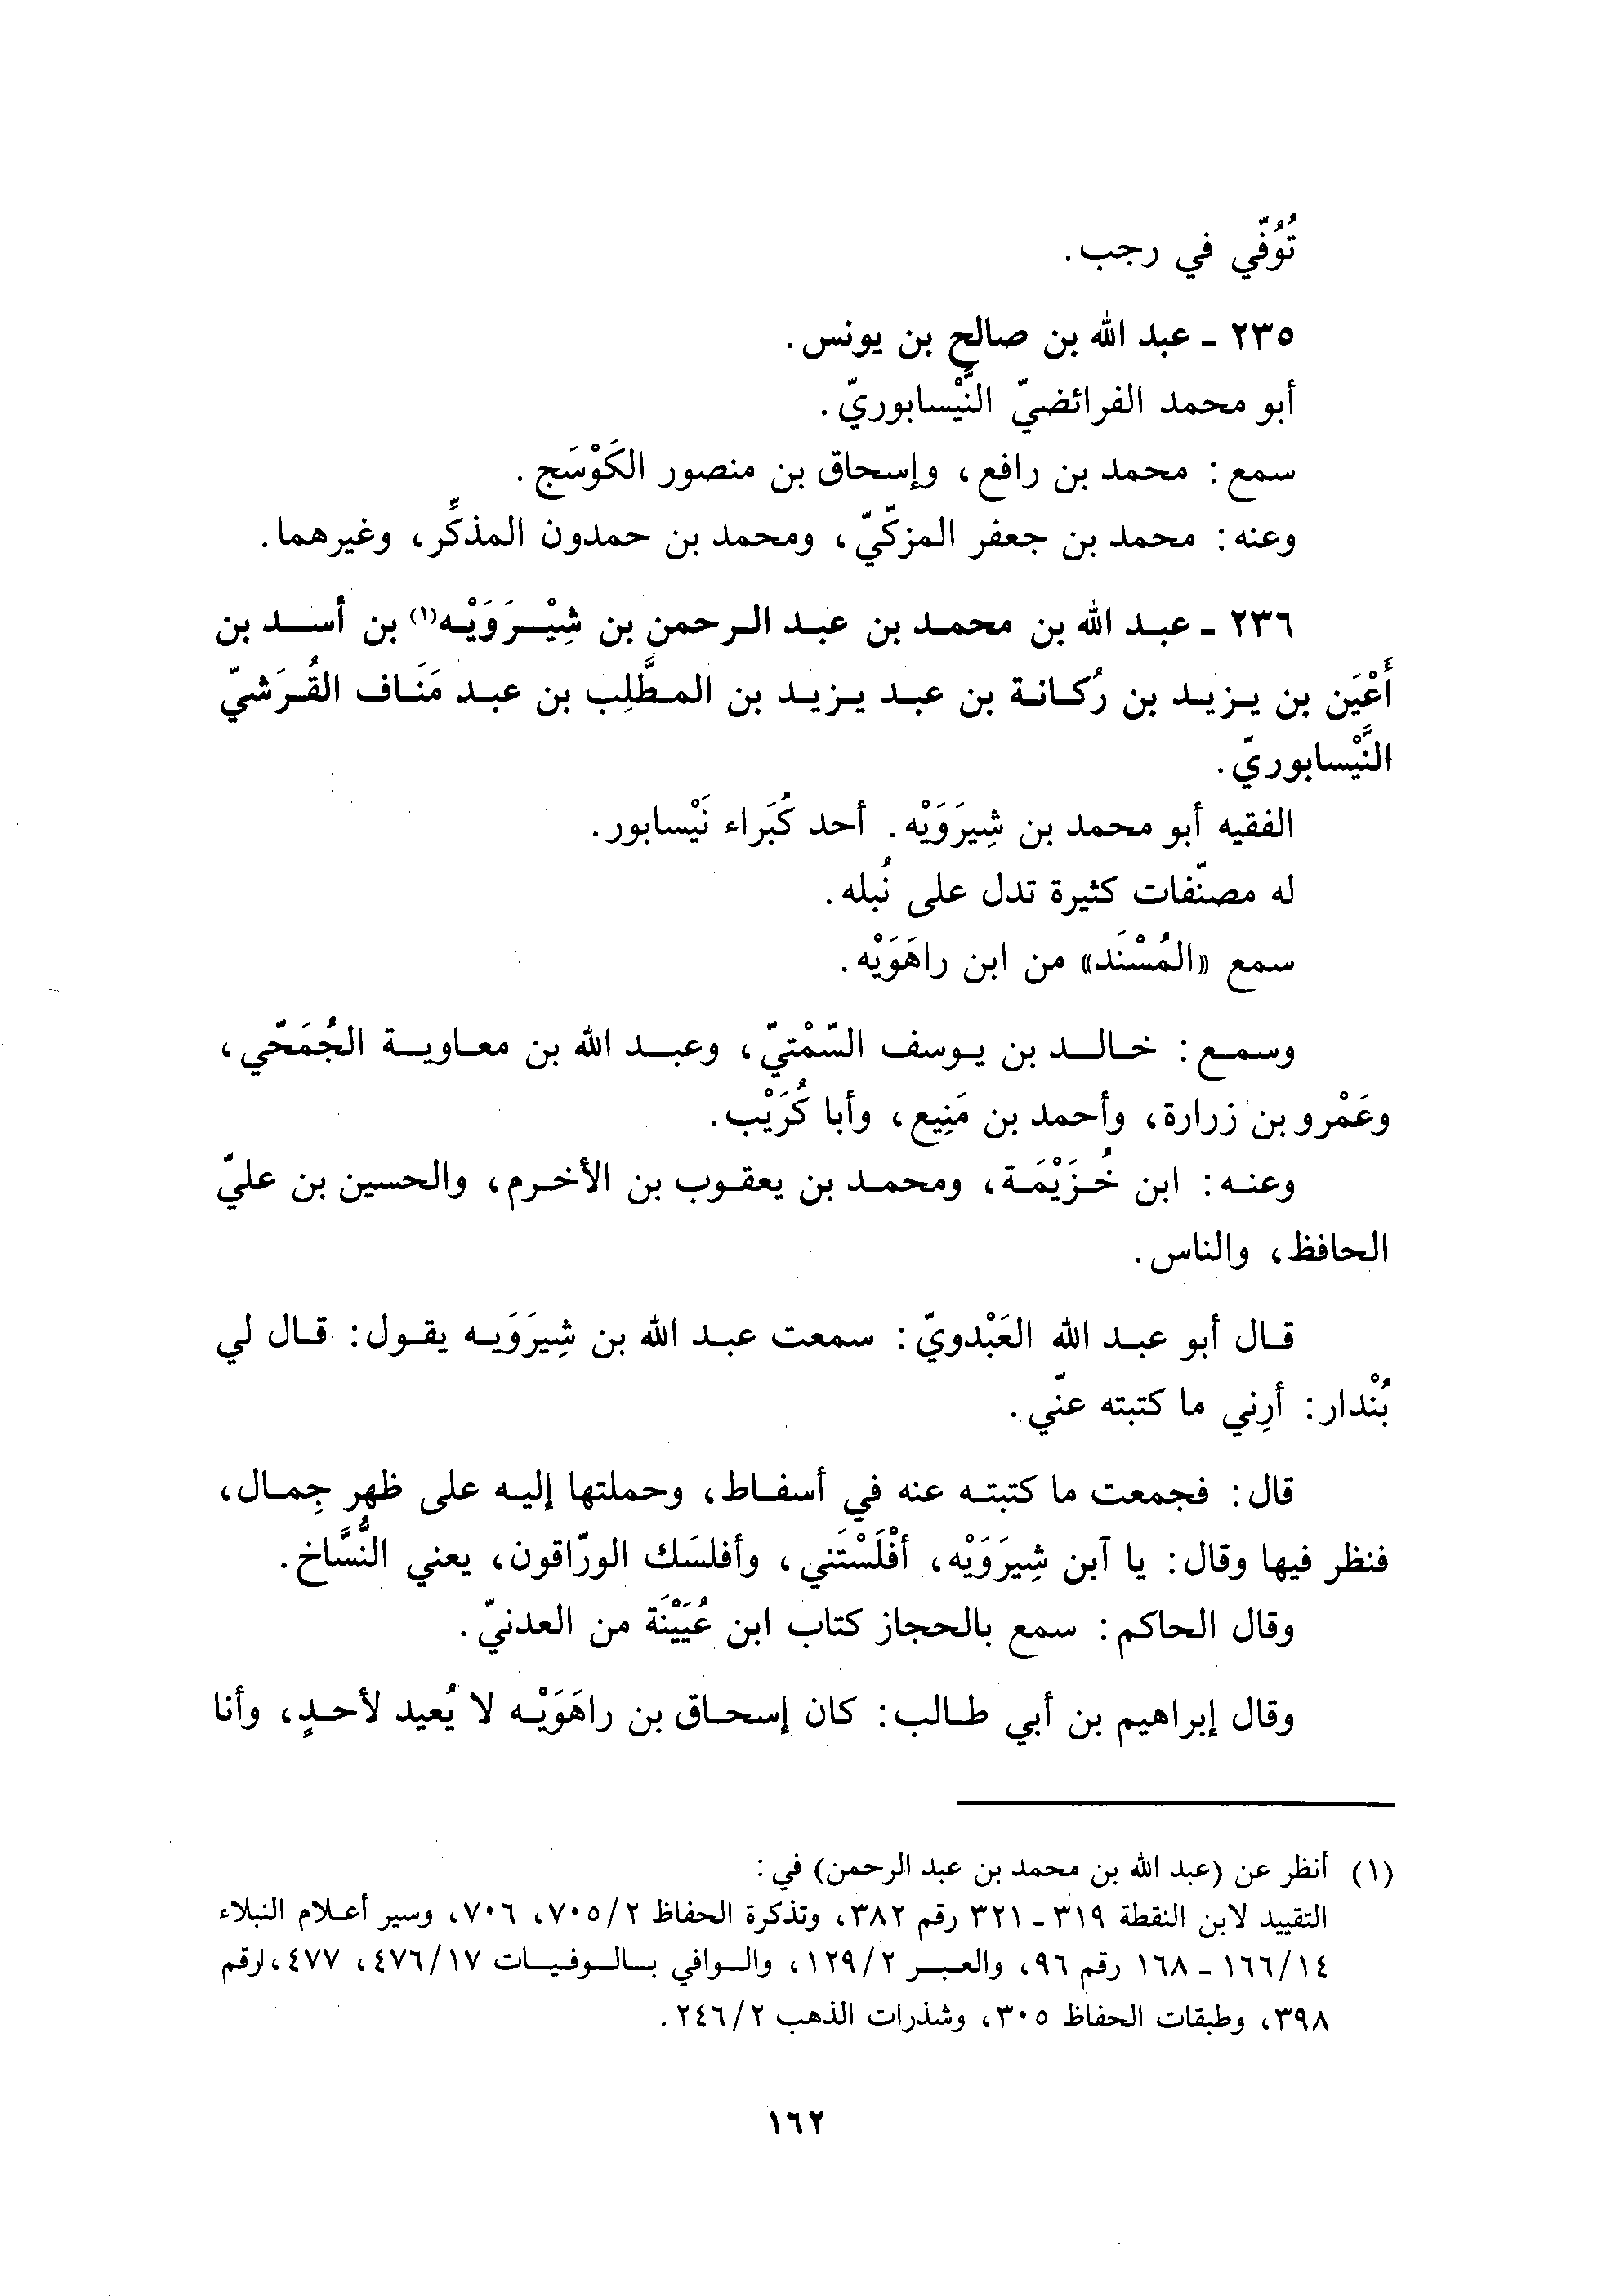 تُوُفّي في رجب.
٢٣٥ ـ عبد الله بن صالح بن يونس.
أبو محمد الفرائضيّ النَّيْسابوريّ.
سمع: محمد بن رافع، وإسحاق بن منصور الكَوْسَج.
وعنه: محمد بن جعفر المزكّيّ، ومحمد بن حمدون المذكِّر، وغيرهما.
٢٣٦ ـ عبد الله بن محمد بن عبد الرحمن بن شِيْرَوَيْه(١) بن أسد بن
أَعْيَن بن يزيد بن رُكانة بن عبد يزيد بن المطَّلِب بن عبد مَنَاف القُرَشيّ
النَّيْسابوريّ.
الفقيه أبو محمد بن شِيرَوَيْه. أحد كُبَراء نَيْسابور.
له مصنّفات كثيرة تدل على نُبله.
سمع «المُسْنَد» من ابن راهَوَيْه.
وسمع: خالد بن يوسف السّمْتيّ، وعبد الله بن معاوية الجُمَحّي،
وعَمْرو بن زرارة، وأحمد بن مَنِيع، وأبا كُرَيْب.
وعنه: ابن خُزَيْمَة، ومحمد بن يعقوب بن الأخرم، والحسين بن عليّ
الحافظ، والناس.
قال أبو عبد الله العَبْدويّ: سمعت عبد الله بن شِيرَوَيه يقول: قال لي
بُنْدار: أرِني ما كتبته عنّي.
قال: فجمعت ما كتبته عنه في أسفاط، وحملتها إليه على ظهر جِمال،
فنظر فيها وقال: يا آبن شِيرَوَيْه، أفْلَسْتَني، وأفلسَك الورّاقون، يعني النُّسَّاخ.
وقال الحاكم: سمع بالحجاز كتاب ابن عُيَيْنَة من العدنيّ.
وقال إبراهيم بن أبي طالب: كان إسحاق بن راهَوَيْه لا يُعيد لأحدٍ، وأنا
(١) أنظر عن (عبد الله بن محمد بن عبد الرحمن) في:
التقييد لابن النقطة ٣١٩ ـ ٣٢١ رقم ٣٨٢، وتذكرة الحفاظ ٧٠٥/٢، ٧٠٦، وسير أعلام النبلاء
١٦٦/١٤ ـ ١٦٨ رقم ٩٦، والعبر ١٢٩/٢، والوافي بالوفيات ٤٧٦/١٧، ٤٧٧، رقم
٣٩٨، وطبقات الحفاظ ٣٠٥، وشذرات الذهب ٢٤٦/٢.
١٦٢